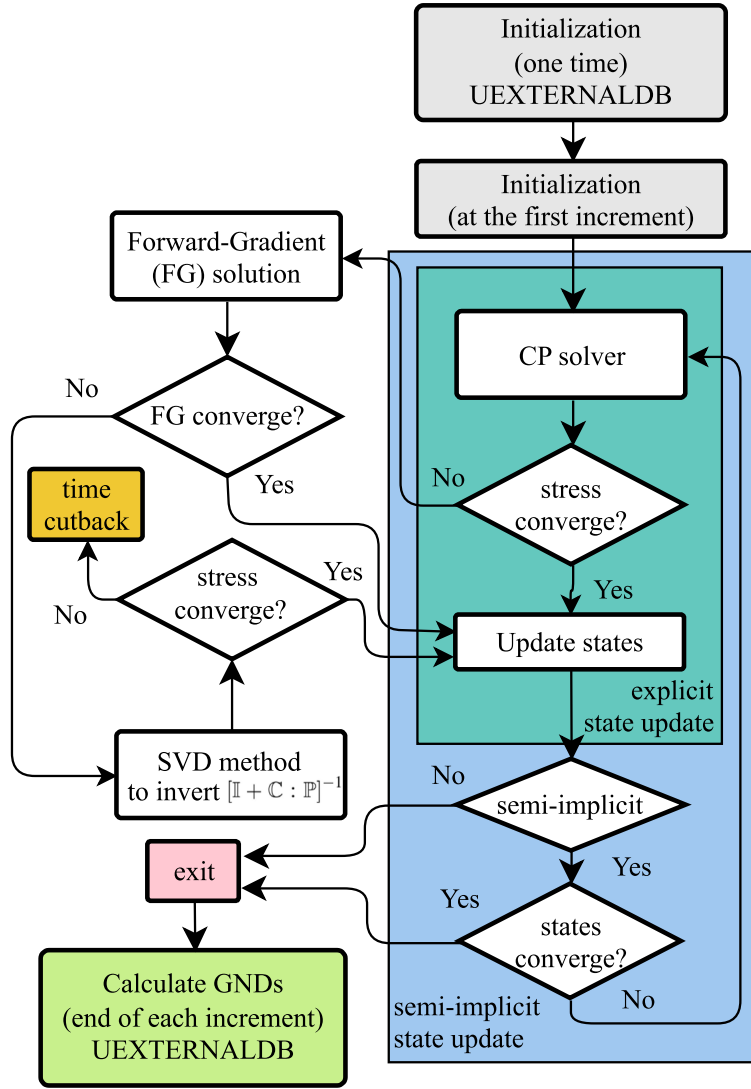 Initialization
(one time)
UEXTERNALDB
Initialization
(at the first increment)
Forward-Gradient
(FG) solution
CP solver
No
FG converge?
Yes
No
stress
converge?
time
cutback
stress
converge?
Yes
No
Yes
Update states
explicit
state update
SVD method
to invert [𝕀 + ℂ : ℙ]⁻¹
No
semi-implicit
exit
Yes
Yes
states
converge?
Calculate GNDs
(end of each increment)
UEXTERNALDB
No
semi-implicit
state update